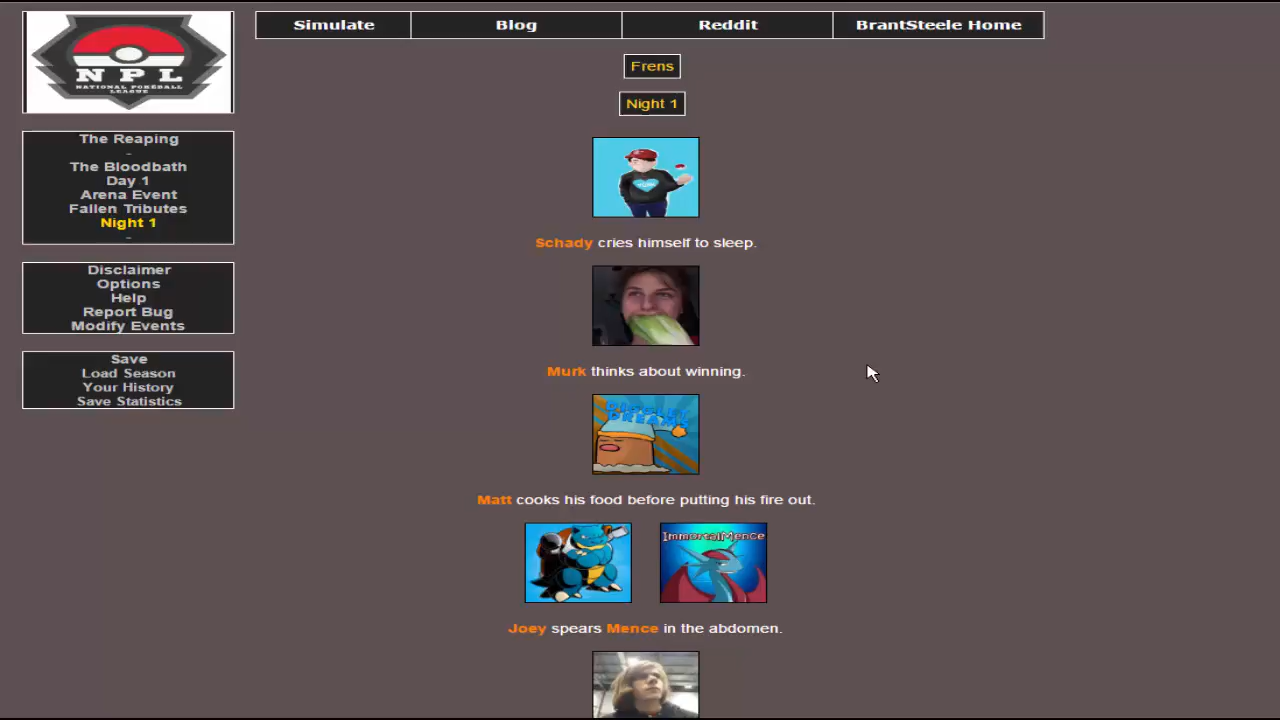 Simulate Blog Reddit BrantSteele Home
NPL
NATIONAL POKÉBALL
LEAGUE
Frens
Night 1
The Reaping
-
The Bloodbath
Day 1
Arena Event
Fallen Tributes
Night 1
-
Disclaimer
Options
Help
Report Bug
Modify Events
Save
Load Season
Your History
Save Statistics
Schady cries himself to sleep.
Murk thinks about winning.
DIGLET
DREAMS
Matt cooks his food before putting his fire out.
ImmortalMence
Joey spears Mence in the abdomen.